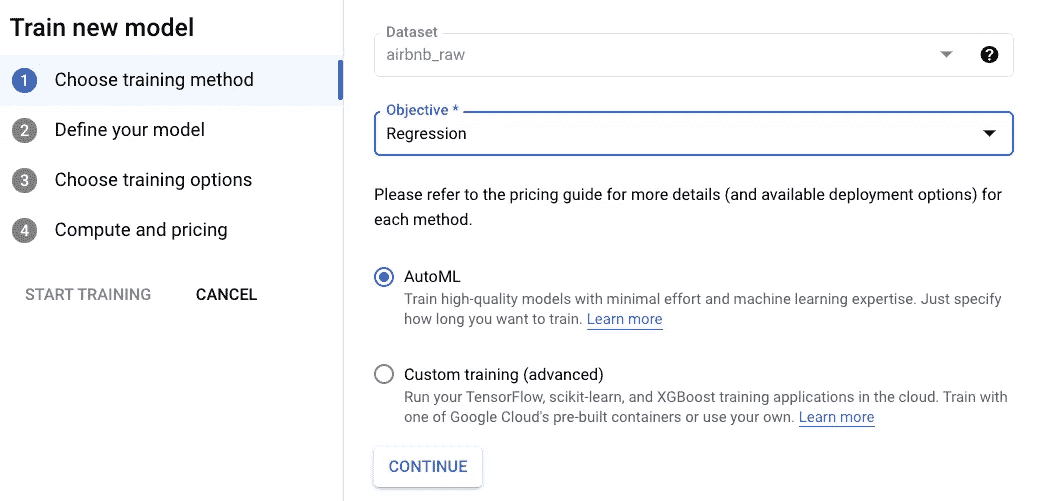 Train new model
1 Choose training method
2 Define your model
3 Choose training options
4 Compute and pricing
START TRAINING CANCEL
Dataset
airbnb_raw
?
Objective *
Regression
Please refer to the pricing guide for more details (and available deployment options) for
each method.
AutoML
Train high-quality models with minimal effort and machine learning expertise. Just specify
how long you want to train. Learn more
Custom training (advanced)
Run your TensorFlow, scikit-learn, and XGBoost training applications in the cloud. Train with
one of Google Cloud's pre-built containers or use your own. Learn more
CONTINUE